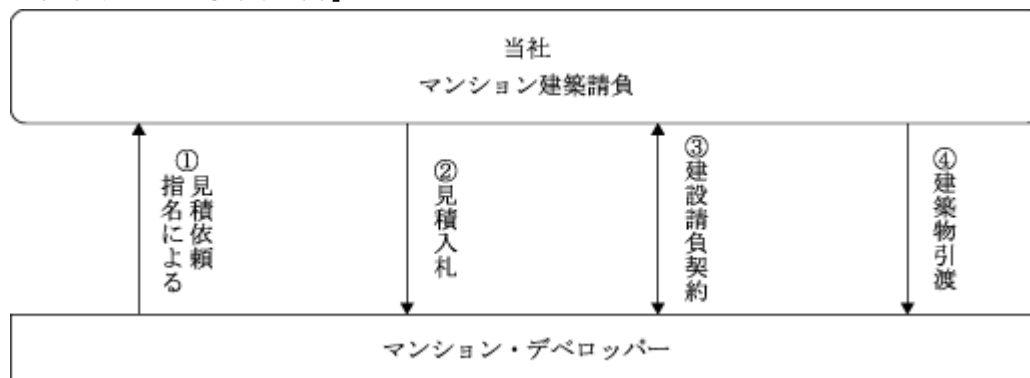 当社
マンション建築請負
①
見積依頼
指名による
②見積入札
③建設請負契約
④建築物引渡
マンション・デベロッパー